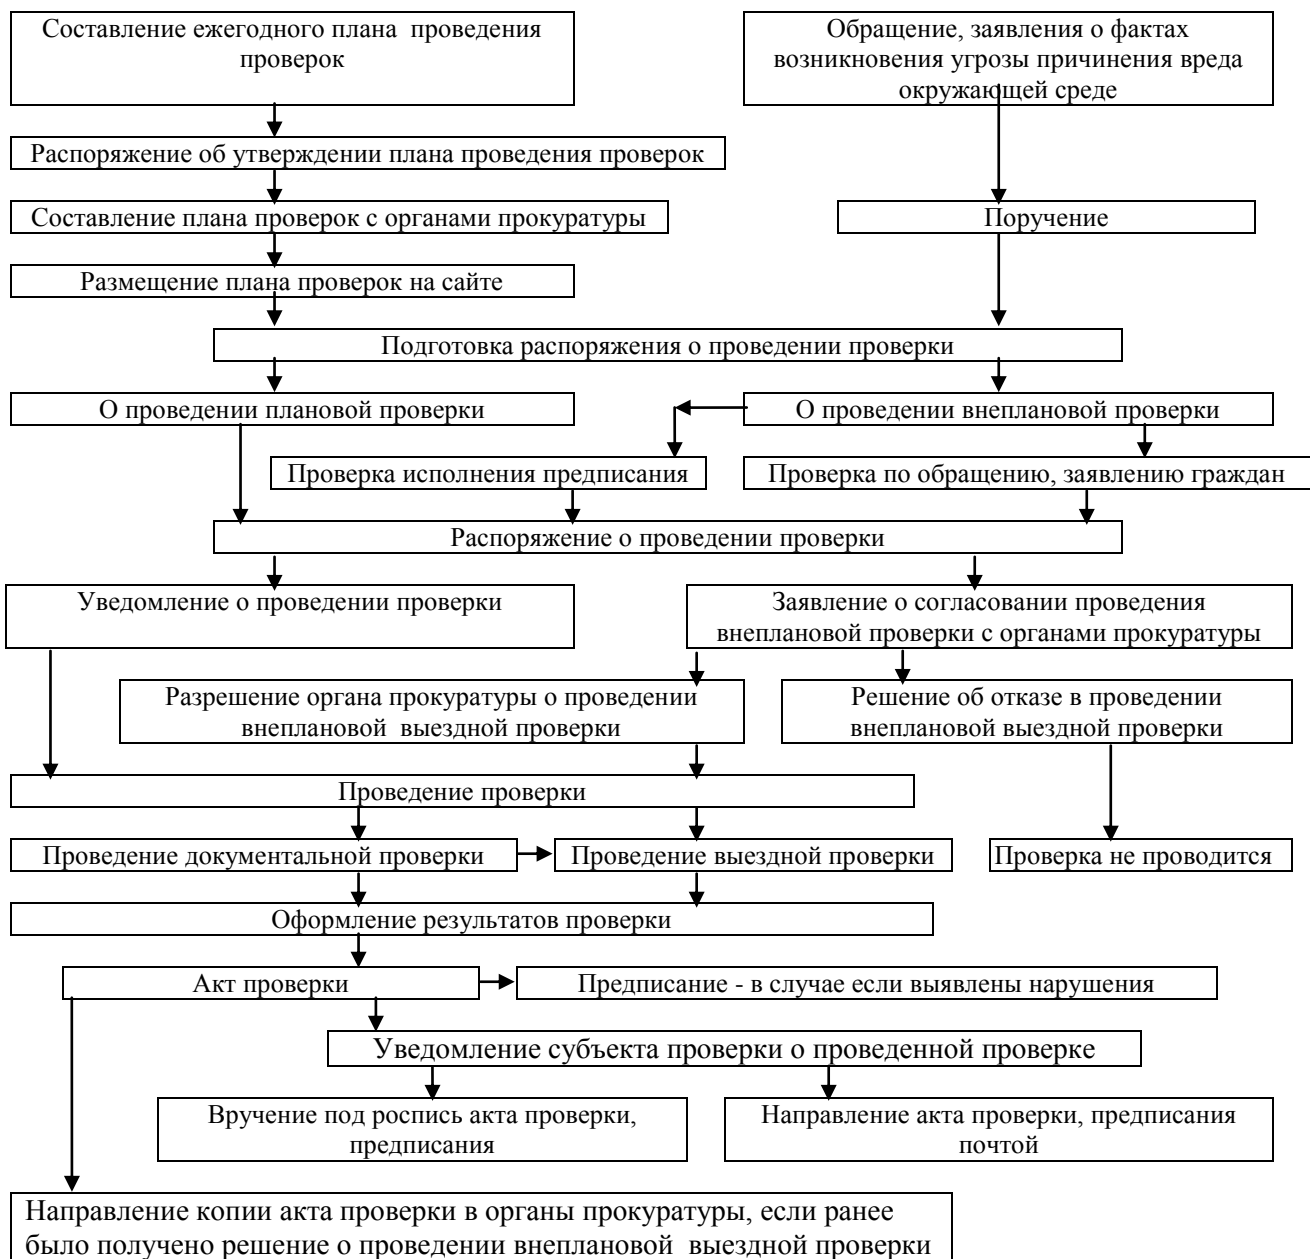 Составление ежегодного плана  проведения
проверок
Обращение, заявления о фактах
возникновения угрозы причинения вреда
окружающей среде
Распоряжение об утверждении плана проведения проверок
Составление плана проверок с органами прокуратуры
Поручение
Размещение плана проверок на сайте
Подготовка распоряжения о проведении проверки
О проведении плановой проверки
О проведении внеплановой проверки
Проверка исполнения предписания
Проверка по обращению, заявлению граждан
Распоряжение о проведении проверки
Уведомление о проведении проверки
Заявление о согласовании проведения
внеплановой проверки с органами прокуратуры
Разрешение органа прокуратуры о проведении
внеплановой  выездной проверки
Решение об отказе в проведении
внеплановой выездной проверки
Проведение проверки
Проведение документальной проверки
Проведение выездной проверки
Проверка не проводится
Оформление результатов проверки
Акт проверки
Предписание - в случае если выявлены нарушения
Уведомление субъекта проверки о проведенной проверке
Вручение под роспись акта проверки,
предписания
Направление акта проверки, предписания
почтой
Направление копии акта проверки в органы прокуратуры, если ранее
было получено решение о проведении внеплановой  выездной проверки